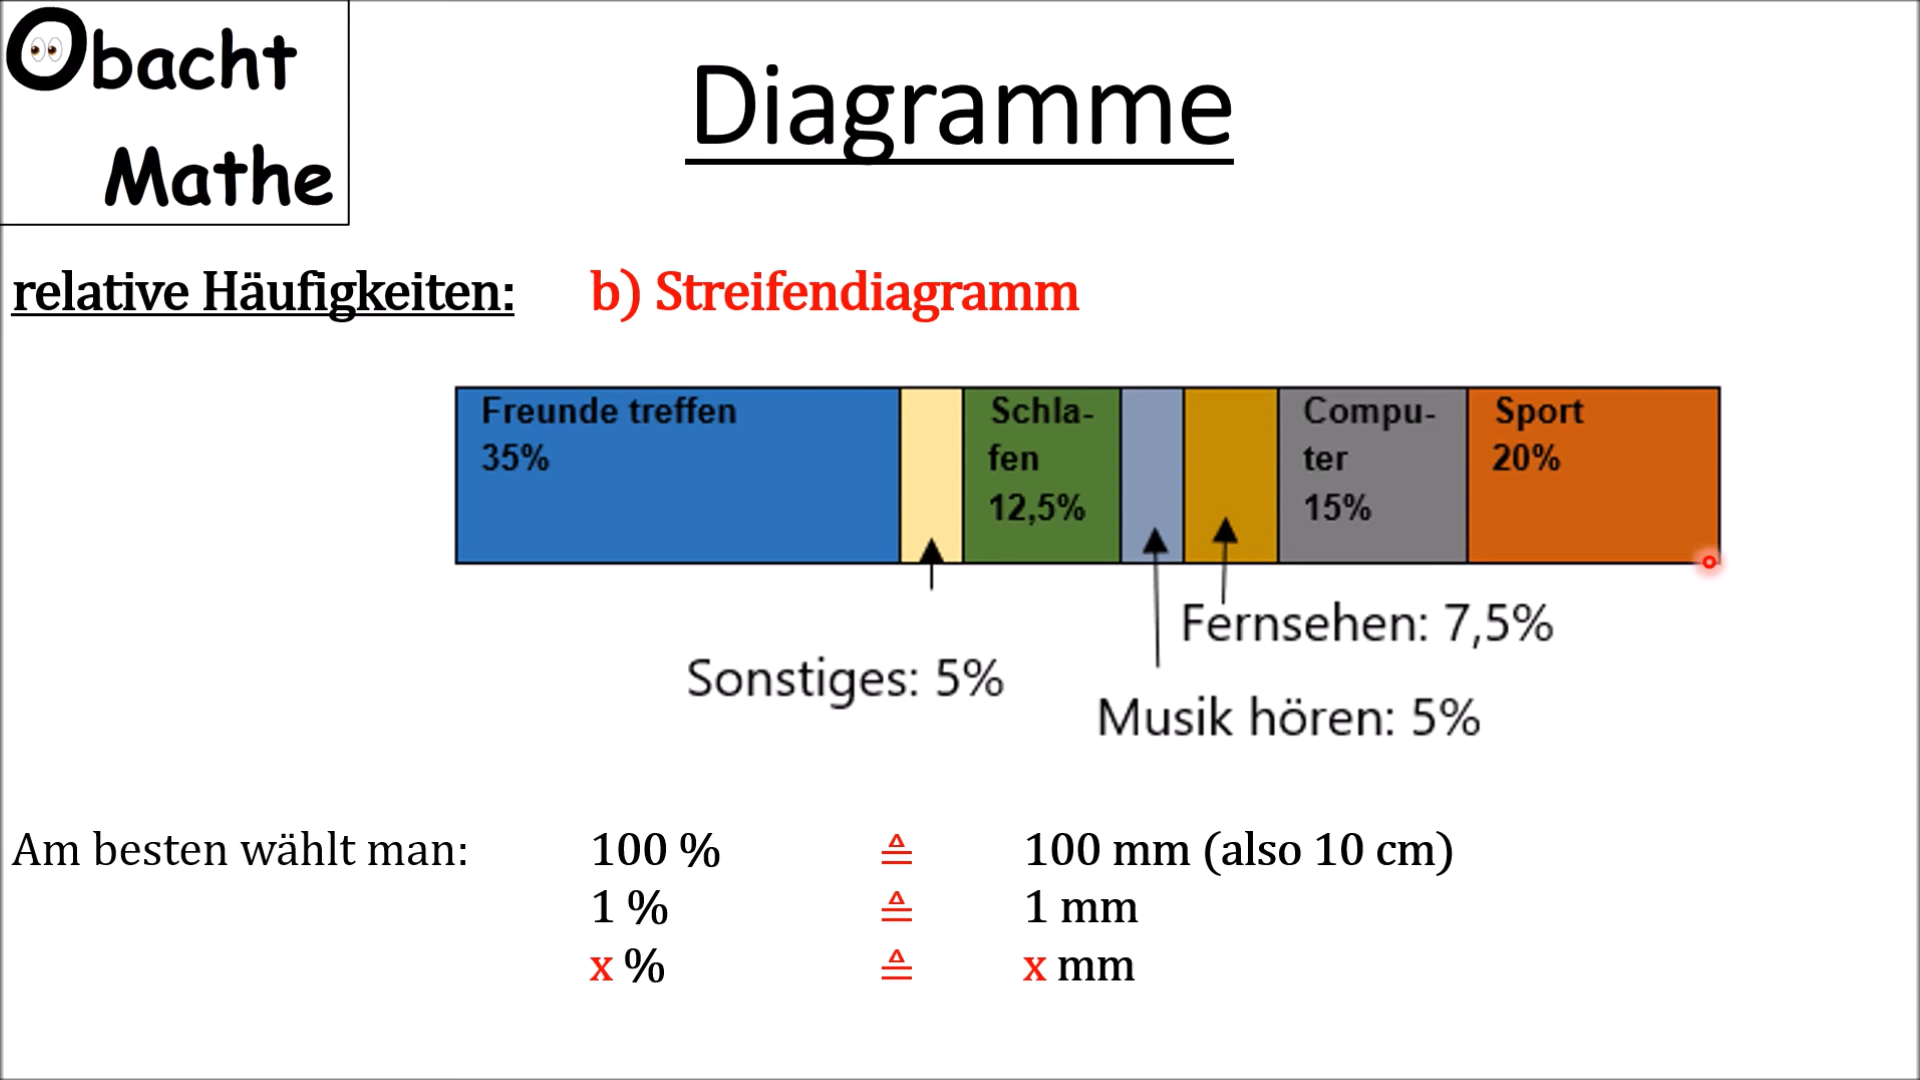 Obacht
Mathe
Diagramme
relative Häufigkeiten: b) Streifendiagramm
Freunde treffen
35%
Schla-
fen
12,5%
Compu-
ter
15%
Sport
20%
Fernsehen: 7,5%
Sonstiges: 5%
Musik hören: 5%
Am besten wählt man: 100 % ≙ 100 mm (also 10 cm)
1 % ≙ 1 mm
x % ≙ x mm